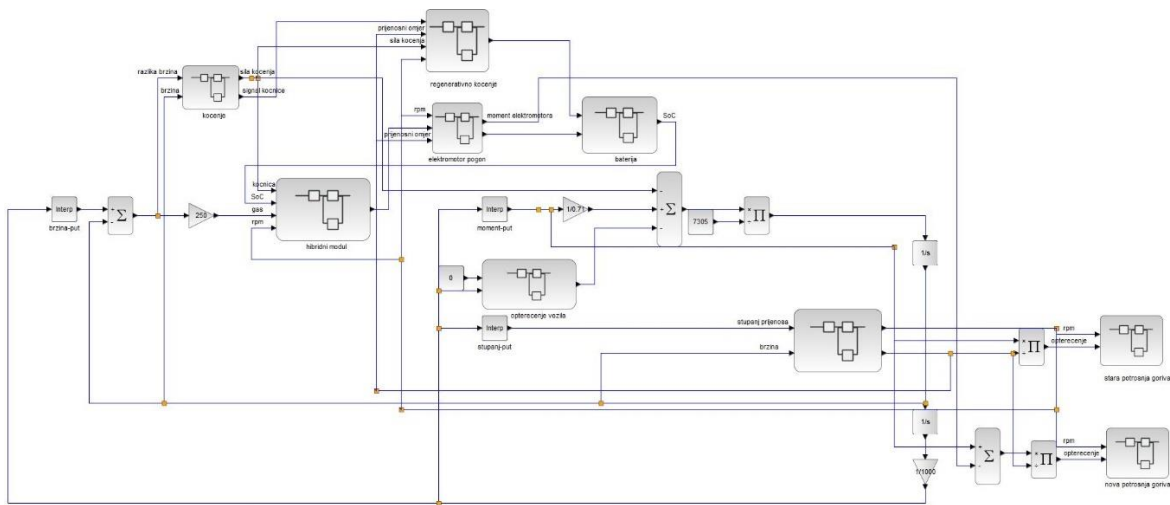 prijenosni omjer
sila kocenja
regenerativno kocenje
razlika brzina
sila kocenja
brzina
signal kocnice
kocenje
rpm
moment elektromotora
SoC
prijenosni omjer
elektromotor pogon
baterija
kocnica
SoC
gas
rpm
hibridni modul
Interp
brzina-put
+
-
Σ
250
Interp
moment-put
1/0.71
-
+
-
Σ
7305
×
÷
Π
1/s
0
opterecenje vozila
Interp
stupanj-put
stupanj prijenosa
brzina
×
÷
Π
rpm
opterecenje
stara potrosnja goriva
1/s
1/1000
+
-
Σ
×
÷
Π
rpm
opterecenje
nova potrosnja goriva